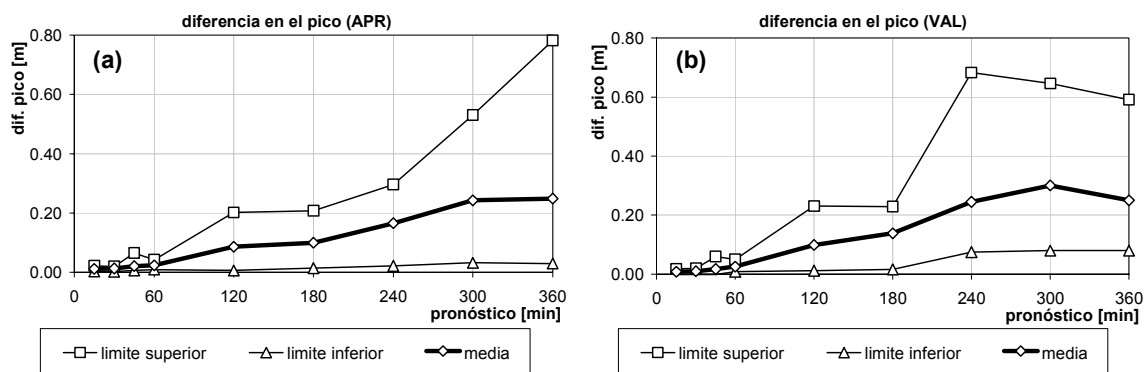 diferencia en el pico (APR)
(a)
dif. pico [m]
0.80
0.60
0.40
0.20
0.00
0 60 120 180 240 300 360
pronóstico [min]
limite superior limite inferior media
diferencia en el pico (VAL)
(b)
dif. pico [m]
0.80
0.60
0.40
0.20
0.00
0 60 120 180 240 300 360
pronóstico [min]
limite superior limite inferior media